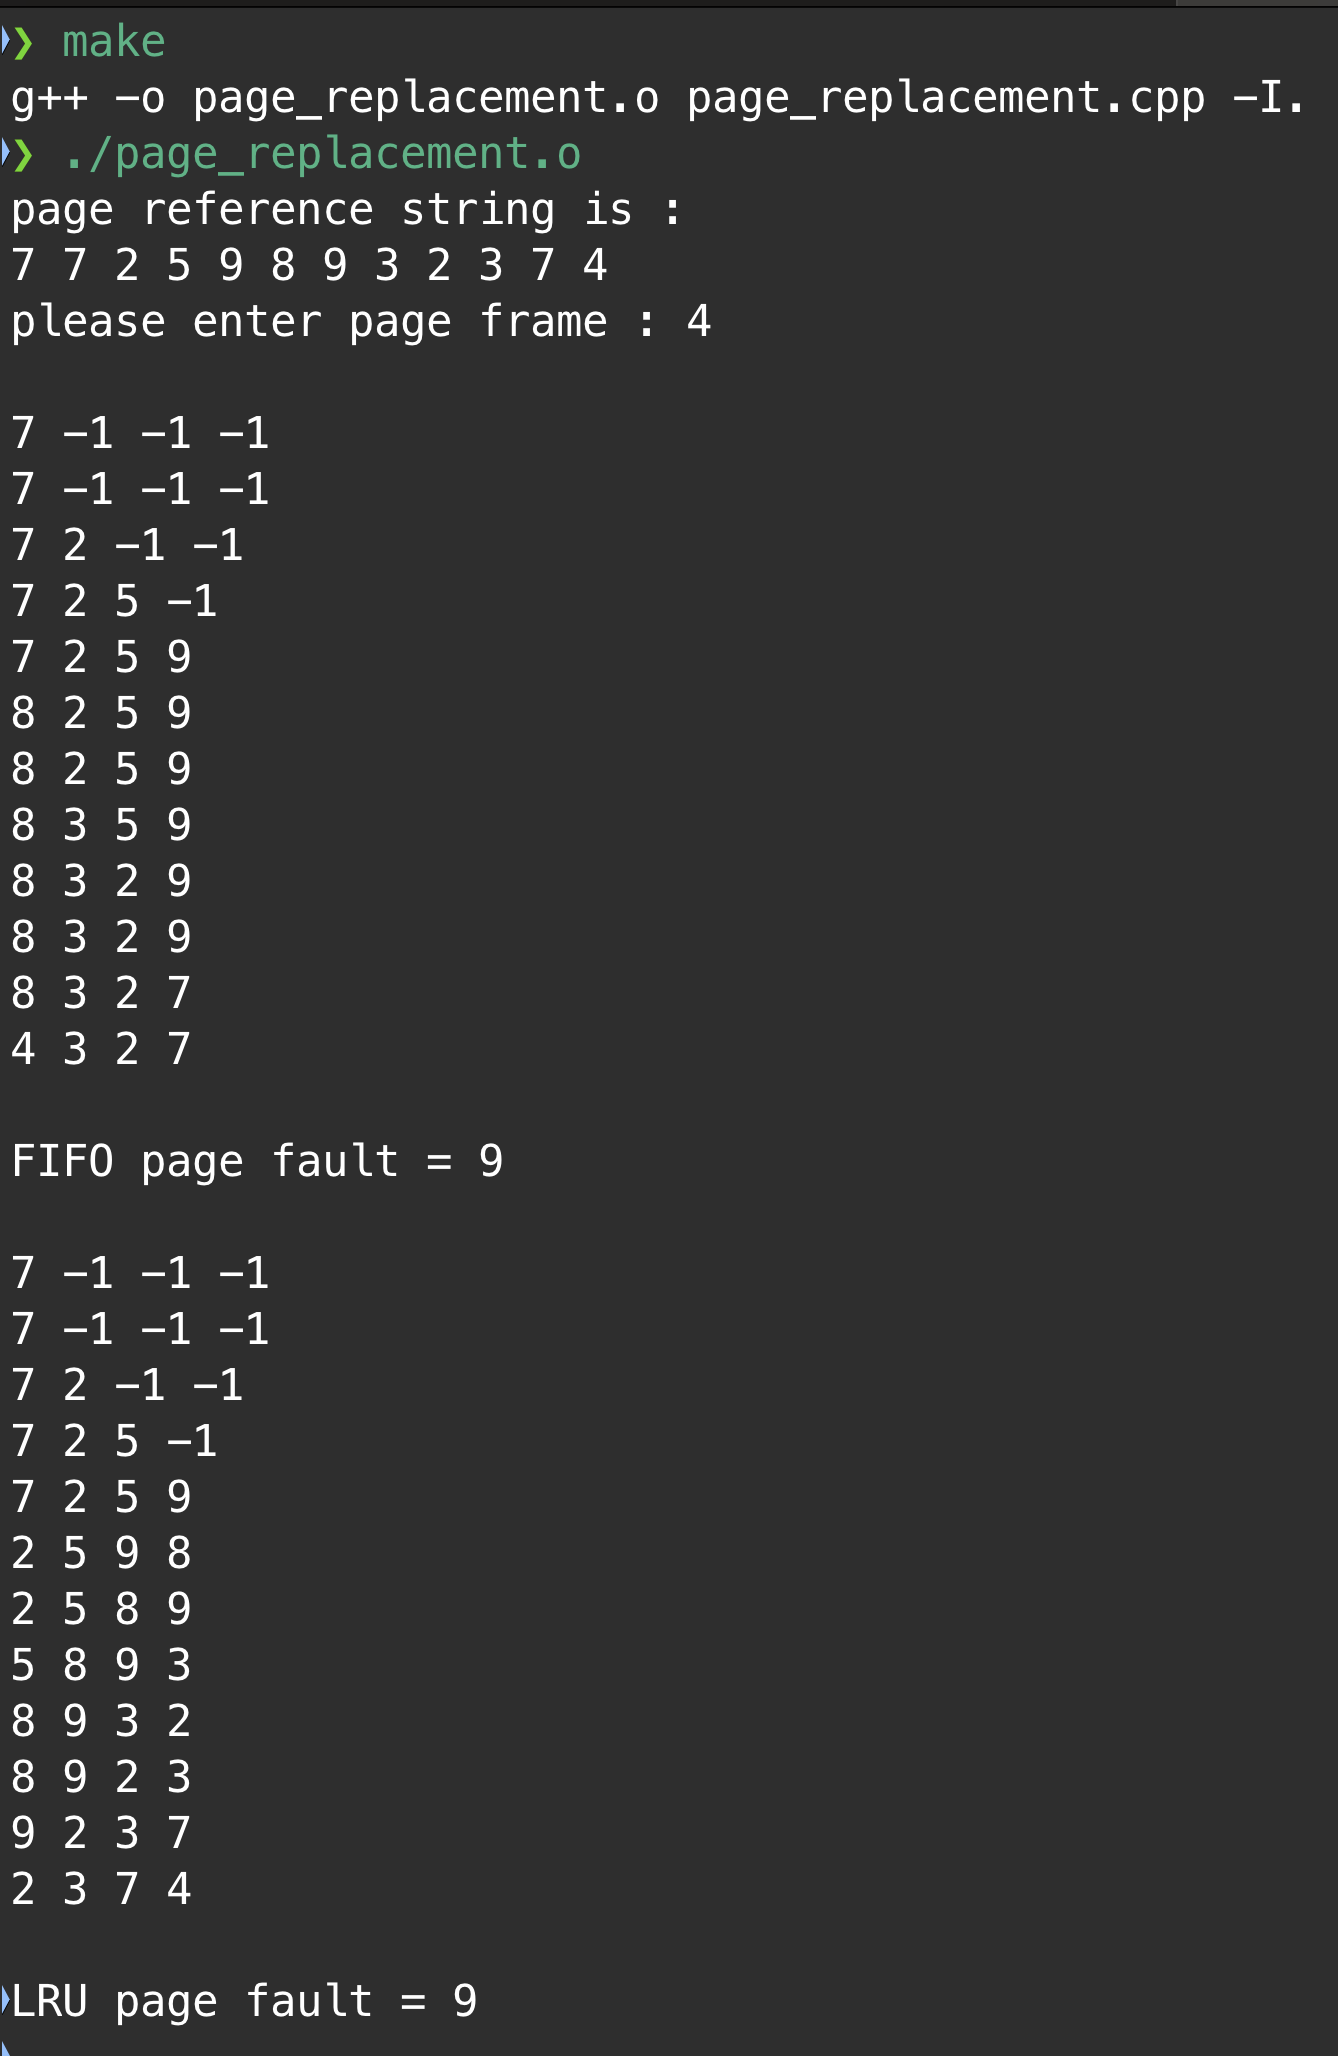 ❯ make
g++ -o page_replacement.o page_replacement.cpp -I.
❯ ./page_replacement.o
page reference string is :
7 7 2 5 9 8 9 3 2 3 7 4
please enter page frame : 4
7 -1 -1 -1
7 -1 -1 -1
7 2 -1 -1
7 2 5 -1
7 2 5 9
8 2 5 9
8 2 5 9
8 3 5 9
8 3 2 9
8 3 2 9
8 3 2 7
4 3 2 7
FIFO page fault = 9
7 -1 -1 -1
7 -1 -1 -1
7 2 -1 -1
7 2 5 -1
7 2 5 9
2 5 9 8
2 5 8 9
5 8 9 3
8 9 3 2
8 9 2 3
9 2 3 7
2 3 7 4
LRU page fault = 9